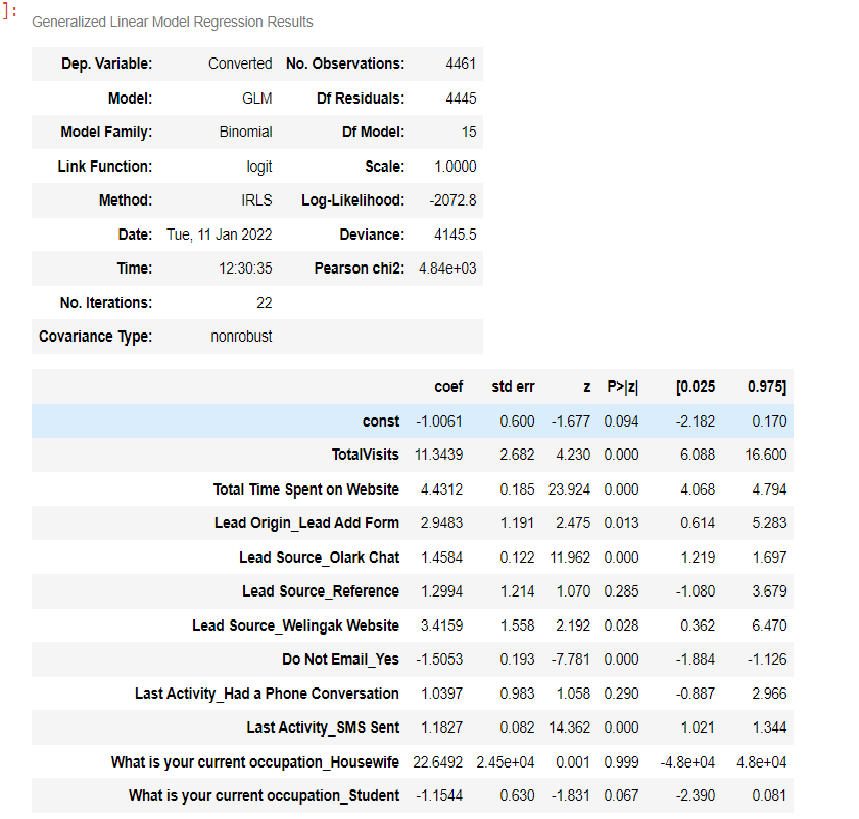 ]:
Generalized Linear Model Regression Results
Dep. Variable: Converted No. Observations: 4461
Model: GLM Df Residuals: 4445
Model Family: Binomial Df Model: 15
Link Function: logit Scale: 1.0000
Method: IRLS Log-Likelihood: -2072.8
Date: Tue, 11 Jan 2022 Deviance: 4145.5
Time: 12:30:35 Pearson chi2: 4.84e+03
No. Iterations: 22
Covariance Type: nonrobust
coef std err z P>|z| [0.025 0.975]
const -1.0061 0.600 -1.677 0.094 -2.182 0.170
TotalVisits 11.3439 2.682 4.230 0.000 6.088 16.600
Total Time Spent on Website 4.4312 0.185 23.924 0.000 4.068 4.794
Lead Origin_Lead Add Form 2.9483 1.191 2.475 0.013 0.614 5.283
Lead Source_Olark Chat 1.4584 0.122 11.962 0.000 1.219 1.697
Lead Source_Reference 1.2994 1.214 1.070 0.285 -1.080 3.679
Lead Source_Welingak Website 3.4159 1.558 2.192 0.028 0.362 6.470
Do Not Email_Yes -1.5053 0.193 -7.781 0.000 -1.884 -1.126
Last Activity_Had a Phone Conversation 1.0397 0.983 1.058 0.290 -0.887 2.966
Last Activity_SMS Sent 1.1827 0.082 14.362 0.000 1.021 1.344
What is your current occupation_Housewife 22.6492 2.45e+04 0.001 0.999 -4.8e+04 4.8e+04
What is your current occupation_Student -1.1544 0.630 -1.831 0.067 -2.390 0.081